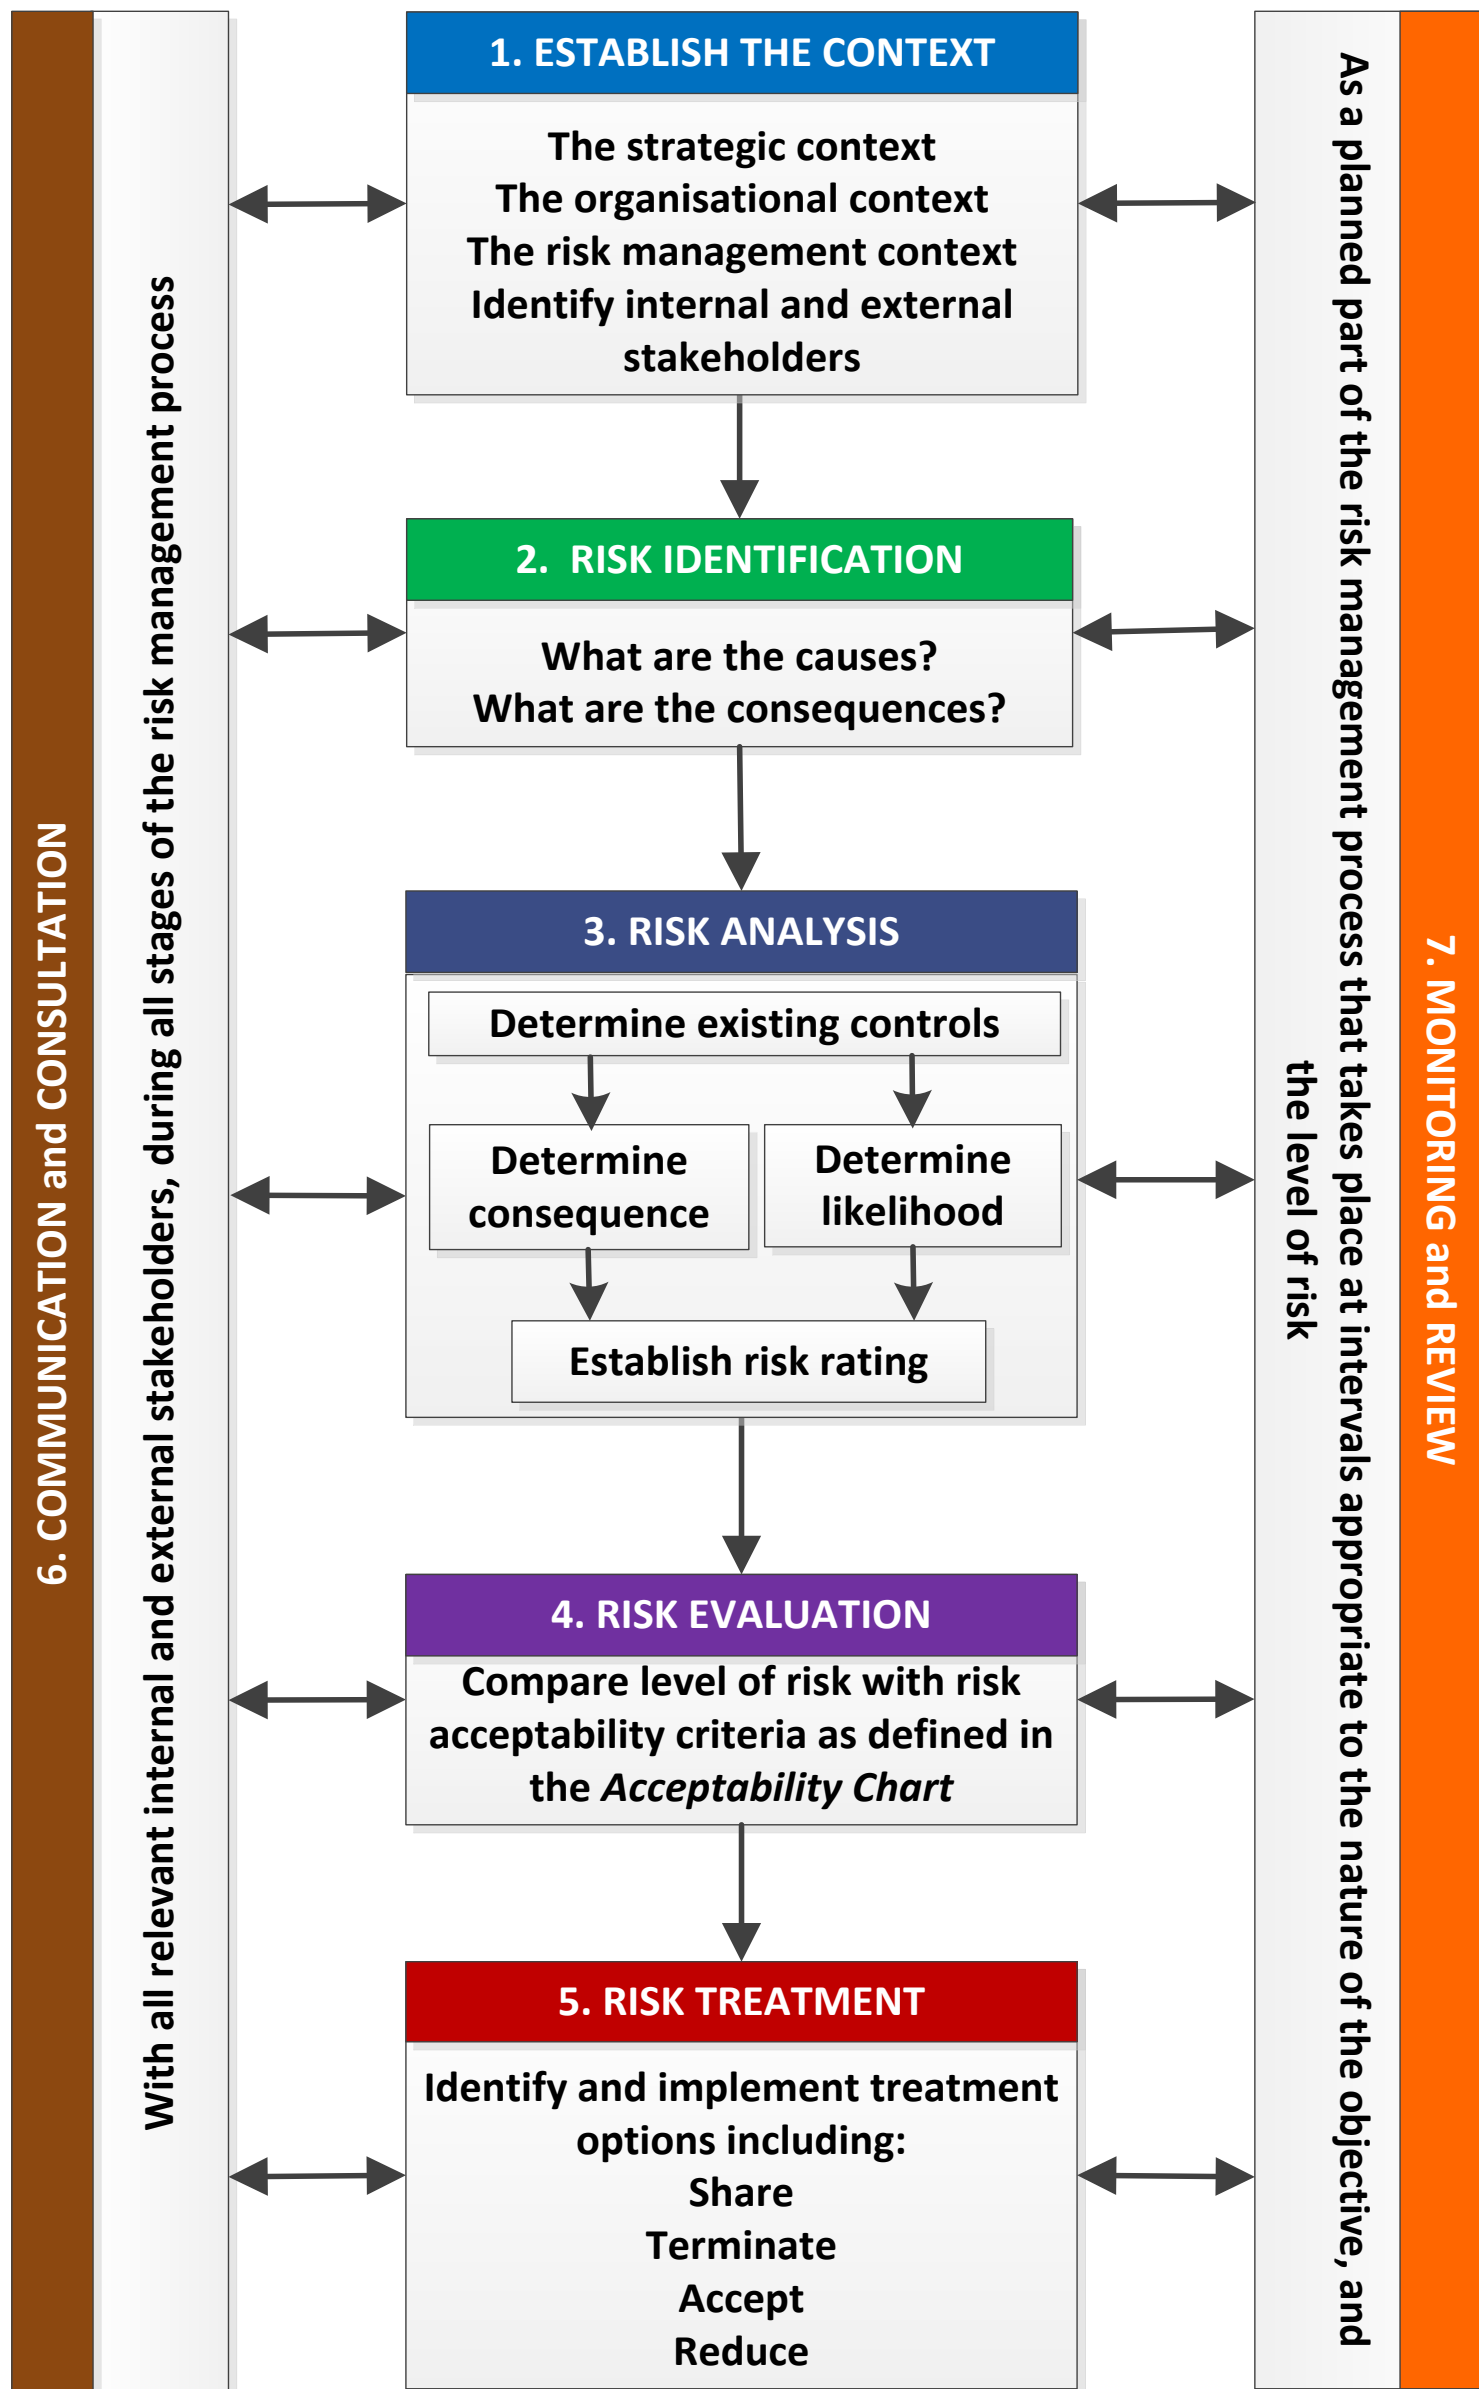 6. COMMUNICATION and CONSULTATION
With all relevant internal and external stakeholders, during all stages of the risk management process
1. ESTABLISH THE CONTEXT
The strategic context
The organisational context
The risk management context
Identify internal and external
stakeholders
2. RISK IDENTIFICATION
What are the causes?
What are the consequences?
3. RISK ANALYSIS
Determine existing controls
Determine
consequence
Determine
likelihood
Establish risk rating
4. RISK EVALUATION
Compare level of risk with risk
acceptability criteria as defined in
the Acceptability Chart
5. RISK TREATMENT
Identify and implement treatment
options including:
Share
Terminate
Accept
Reduce
As a planned part of the risk management process that takes place at intervals appropriate to the nature of the objective, and
the level of risk
7. MONITORING and REVIEW